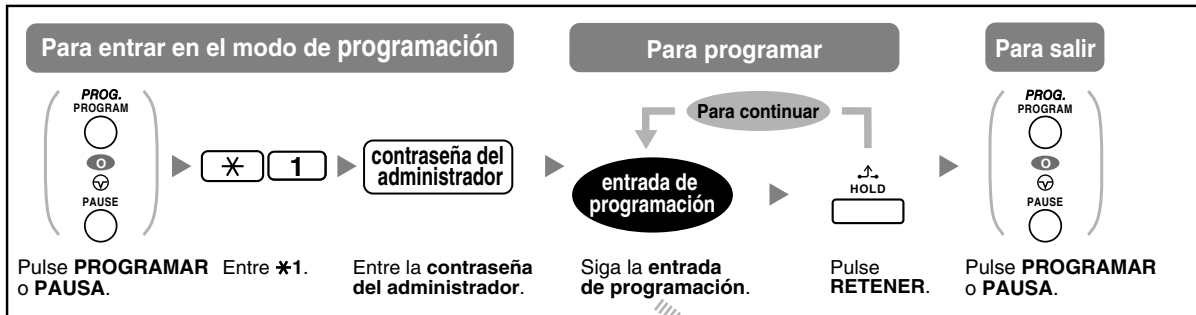 Para entrar en el modo de programación
Para programar
Para salir
PROG.
PROGRAM
O
PAUSE
* 1
contraseña del
administrador
Para continuar
entrada de
programación
HOLD
PROG.
PROGRAM
O
PAUSE
Pulse PROGRAMAR
o PAUSA.
Entre *1.
Entre la contraseña
del administrador.
Siga la entrada
de programación.
Pulse
RETENER.
Pulse PROGRAMAR
o PAUSA.